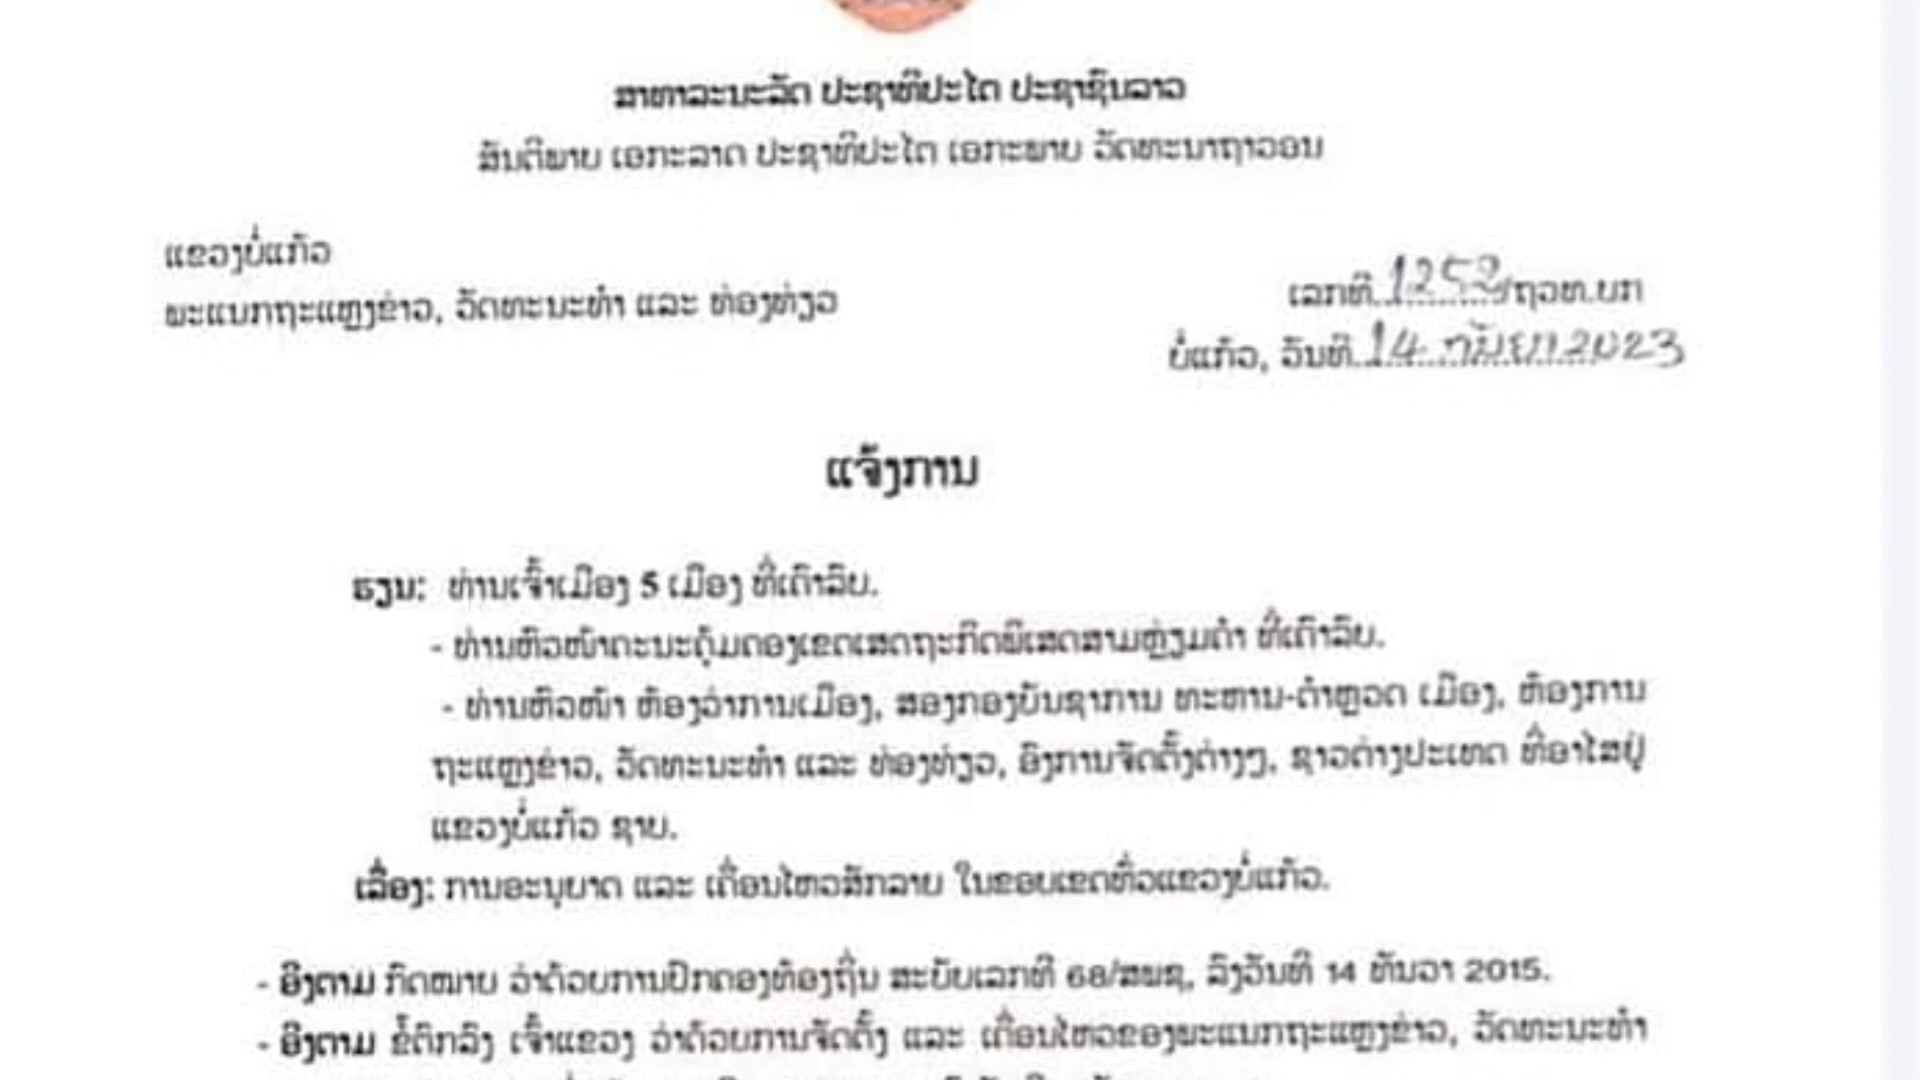 ສາທາລະນະລັດ ປະຊາທິປະໄຕ ປະຊາຊົນລາວ
ສັນຕິພາບ ເອກະລາດ ປະຊາທິປະໄຕ ເອກະພາບ ວັດທະນາຖາວອນ
ແຂວງບໍ່ແກ້ວ
ພະແນກຖະແຫຼງຂ່າວ, ວັດທະນະທຳ ແລະ ທ່ອງທ່ຽວ
ເລກທີ 1252/ຖວທ.ບກ
ບໍ່ແກ້ວ, ວັນທີ 14 ກັນຍາ 2023
ແຈ້ງການ
ຮຽນ: ທ່ານເຈົ້າເມືອງ 5 ເມືອງ ທີ່ເຄົາລົບ.
- ທ່ານຫົວໜ້າຄະນະຄຸ້ມຄອງເຂດເສດຖະກິດພິເສດສາມຫຼ່ຽມຄຳ ທີ່ເຄົາລົບ.
- ທ່ານຫົວໜ້າ ຫ້ອງວ່າການເມືອງ, ສອງກອງບັນຊາການ ທະຫານ-ຕຳຫຼວດ ເມືອງ, ຫ້ອງການ
ຖະແຫຼງຂ່າວ, ວັດທະນະທຳ ແລະ ທ່ອງທ່ຽວ, ອົງການຈັດຕັ້ງຕ່າງໆ, ຊາວຕ່າງປະເທດ ທີ່ອາໄສຢູ່
ແຂວງບໍ່ແກ້ວ ຊາບ.
ເລື່ອງ: ການອະນຸຍາດ ແລະ ເຄື່ອນໄຫວສັກລາຍ ໃນຂອບເຂດທົ່ວແຂວງບໍ່ແກ້ວ.
- ອີງຕາມ ກົດໝາຍ ວ່າດ້ວຍການປົກຄອງທ້ອງຖິ່ນ ສະບັບເລກທີ 68/ສພຊ, ລົງວັນທີ 14 ທັນວາ 2015.
- ອີງຕາມ ຂໍ້ຕົກລົງ ເຈົ້າແຂວງ ວ່າດ້ວຍການຈັດຕັ້ງ ແລະ ເຄື່ອນໄຫວຂອງພະແນກຖະແຫຼງຂ່າວ, ວັດທະນະທຳ